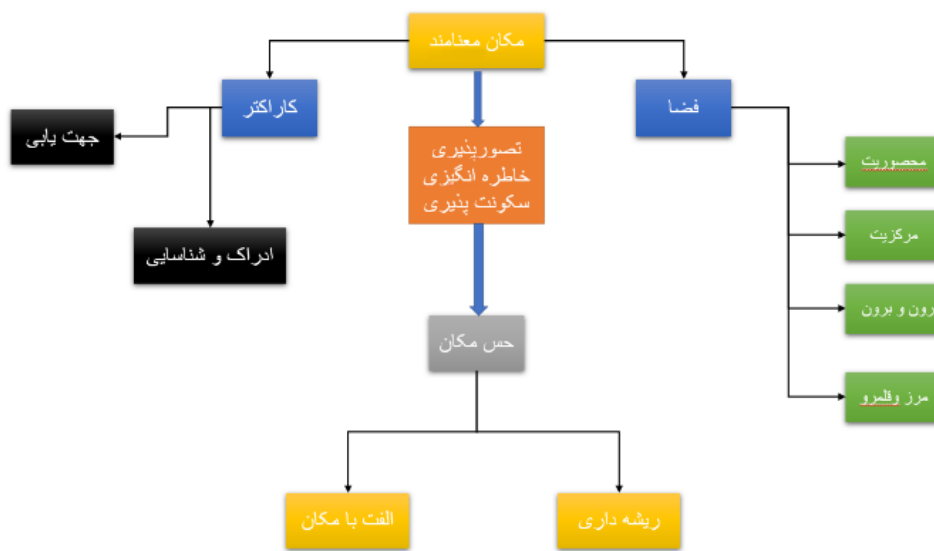 مکان معنامند
فضا
کاراکتر
جهت یابی
تصورپذیری
خاطره انگیزی
سکونت پذیری
محصوریت
مرکزیت
ادراک و شناسایی
رون و برون
حس مکان
مرز وقلمرو
ریشه داری
الفت با مکان